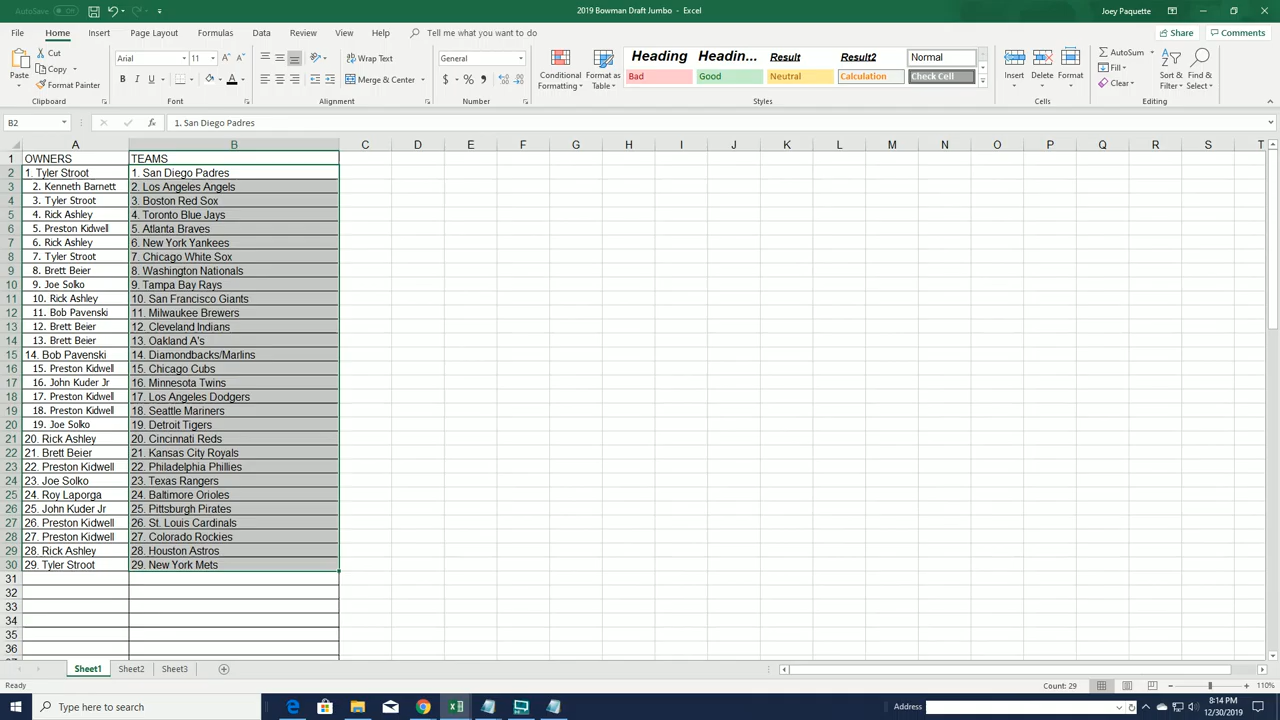 AutoSave Off
2019 Bowman Draft Jumbo - Excel
Joey Paquette
File Home Insert Page Layout Formulas Data Review View Help Tell me what you want to do
Share Comments
Paste
Cut
Copy
Format Painter
Clipboard
Arial 11
B I U
Font
Wrap Text
Merge & Center
Alignment
General
$ %
Number
Conditional Formatting
Format as Table
Heading Headin... Result Result2 Normal
Bad Good Neutral Calculation Check Cell
Styles
Insert Delete Format
Cells
AutoSum
Fill
Clear
Sort & Filter
Find & Select
Editing
B2 fx 1. San Diego Padres
A B C D E F G H I J K L M N O P Q R S T
1 OWNERS TEAMS
2 1. Tyler Stroot 1. San Diego Padres
3 2. Kenneth Barnett 2. Los Angeles Angels
4 3. Tyler Stroot 3. Boston Red Sox
5 4. Rick Ashley 4. Toronto Blue Jays
6 5. Preston Kidwell 5. Atlanta Braves
7 6. Rick Ashley 6. New York Yankees
8 7. Tyler Stroot 7. Chicago White Sox
9 8. Brett Beier 8. Washington Nationals
10 9. Joe Solko 9. Tampa Bay Rays
11 10. Rick Ashley 10. San Francisco Giants
12 11. Bob Pavenski 11. Milwaukee Brewers
13 12. Brett Beier 12. Cleveland Indians
14 13. Brett Beier 13. Oakland A's
15 14. Bob Pavenski 14. Diamondbacks/Marlins
16 15. Preston Kidwell 15. Chicago Cubs
17 16. John Kuder Jr 16. Minnesota Twins
18 17. Preston Kidwell 17. Los Angeles Dodgers
19 18. Preston Kidwell 18. Seattle Mariners
20 19. Joe Solko 19. Detroit Tigers
21 20. Rick Ashley 20. Cincinnati Reds
22 21. Brett Beier 21. Kansas City Royals
23 22. Preston Kidwell 22. Philadelphia Phillies
24 23. Joe Solko 23. Texas Rangers
25 24. Roy Laporga 24. Baltimore Orioles
26 25. John Kuder Jr 25. Pittsburgh Pirates
27 26. Preston Kidwell 26. St. Louis Cardinals
28 27. Preston Kidwell 27. Colorado Rockies
29 28. Rick Ashley 28. Houston Astros
30 29. Tyler Stroot 29. New York Mets
31
32
33
34
35
36
Sheet1 Sheet2 Sheet3
Ready
Count: 29
110%
Type here to search
Address
8:14 PM
12/30/2019